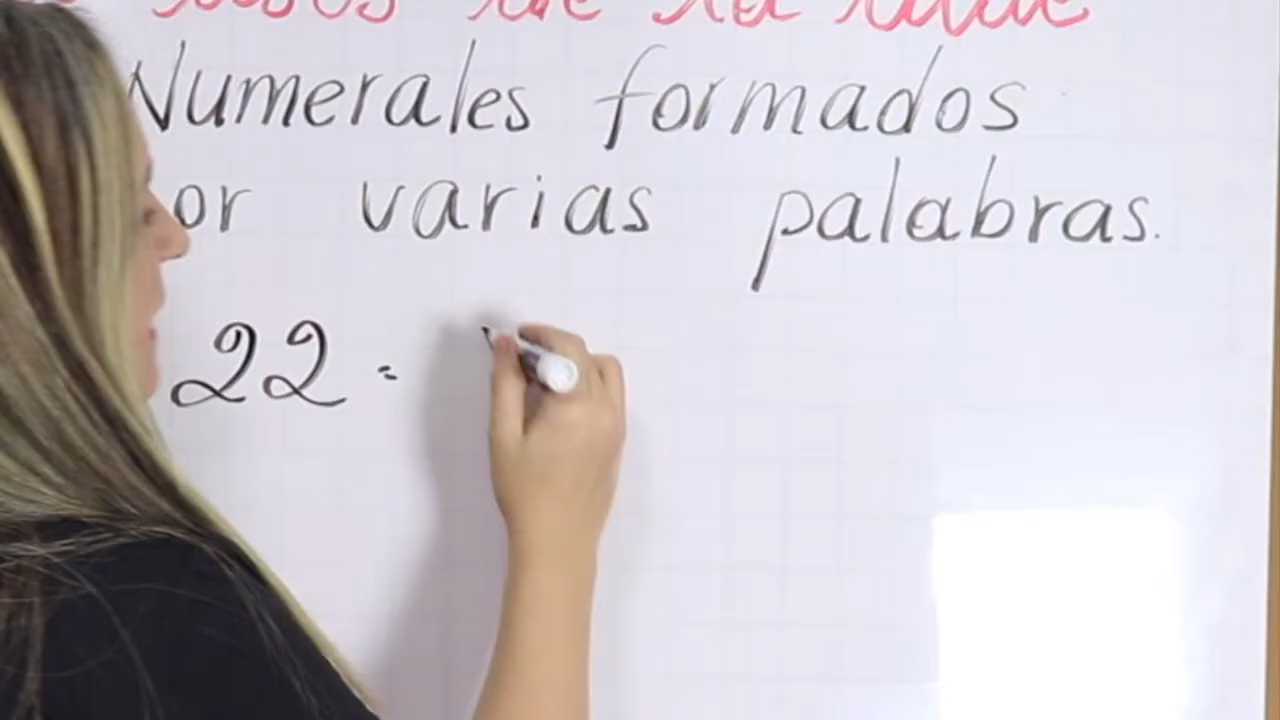 Numerales formados
or varias palabras.
22 =